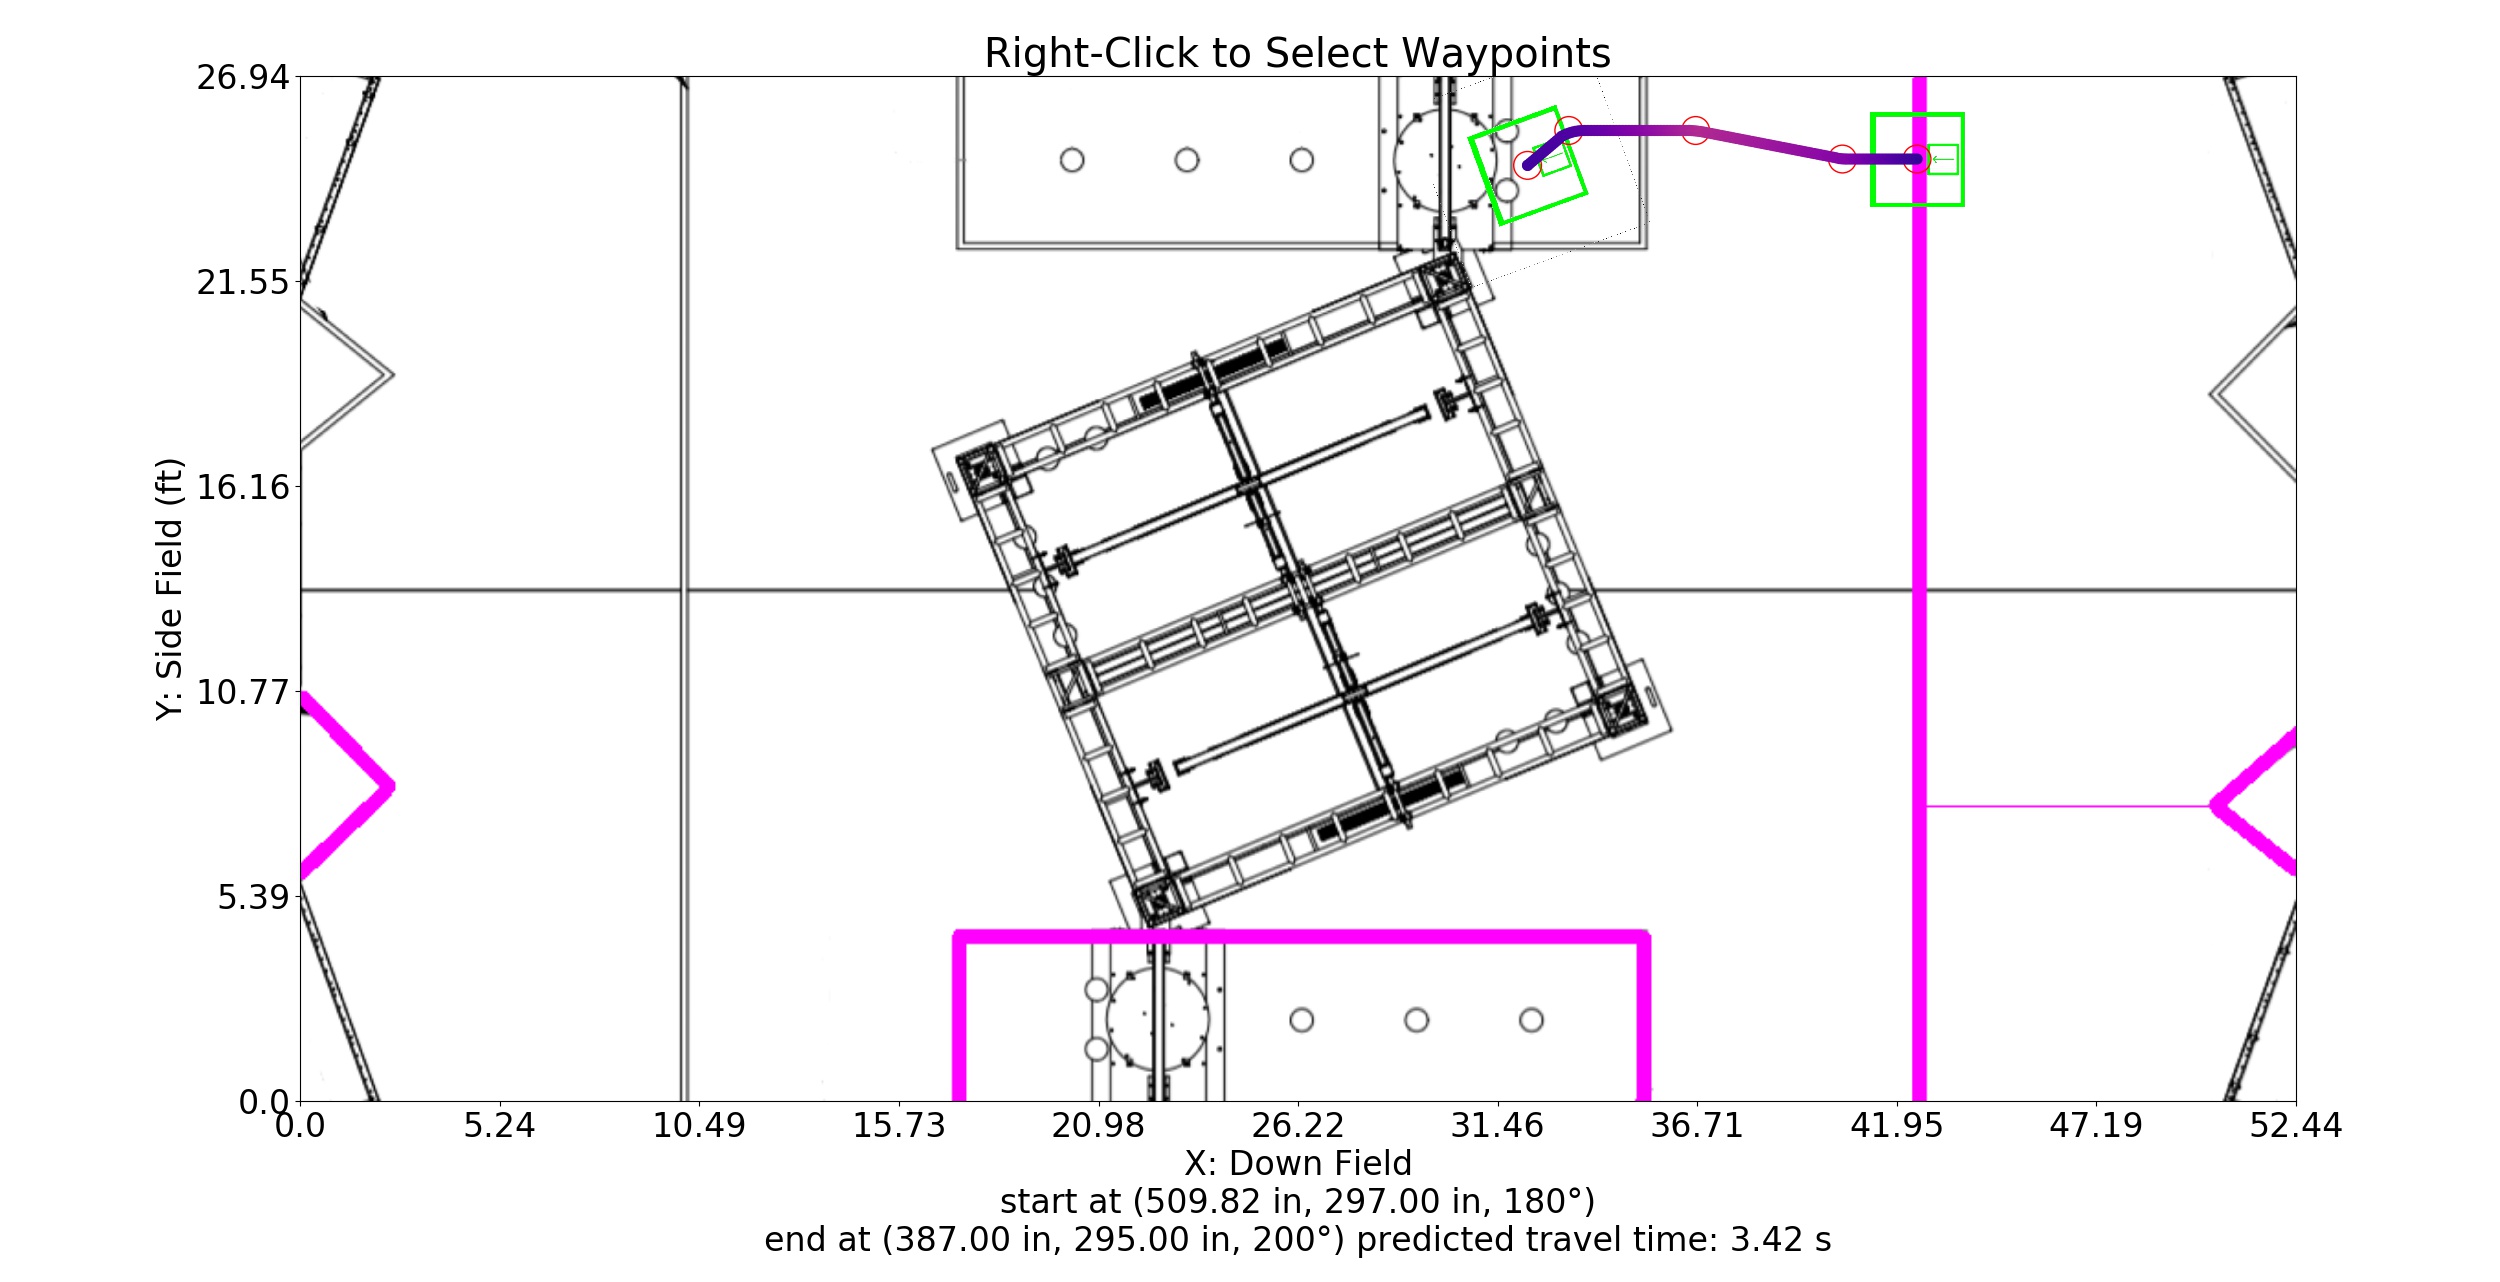 Right-Click to Select Waypoints
26.94
21.55
16.16
10.77
5.39
0.0
Y: Side Field (ft)
0.0 5.24 10.49 15.73 20.98 26.22 31.46 36.71 41.95 47.19 52.44
X: Down Field
start at (509.82 in, 297.00 in, 180°)
end at (387.00 in, 295.00 in, 200°) predicted travel time: 3.42 s